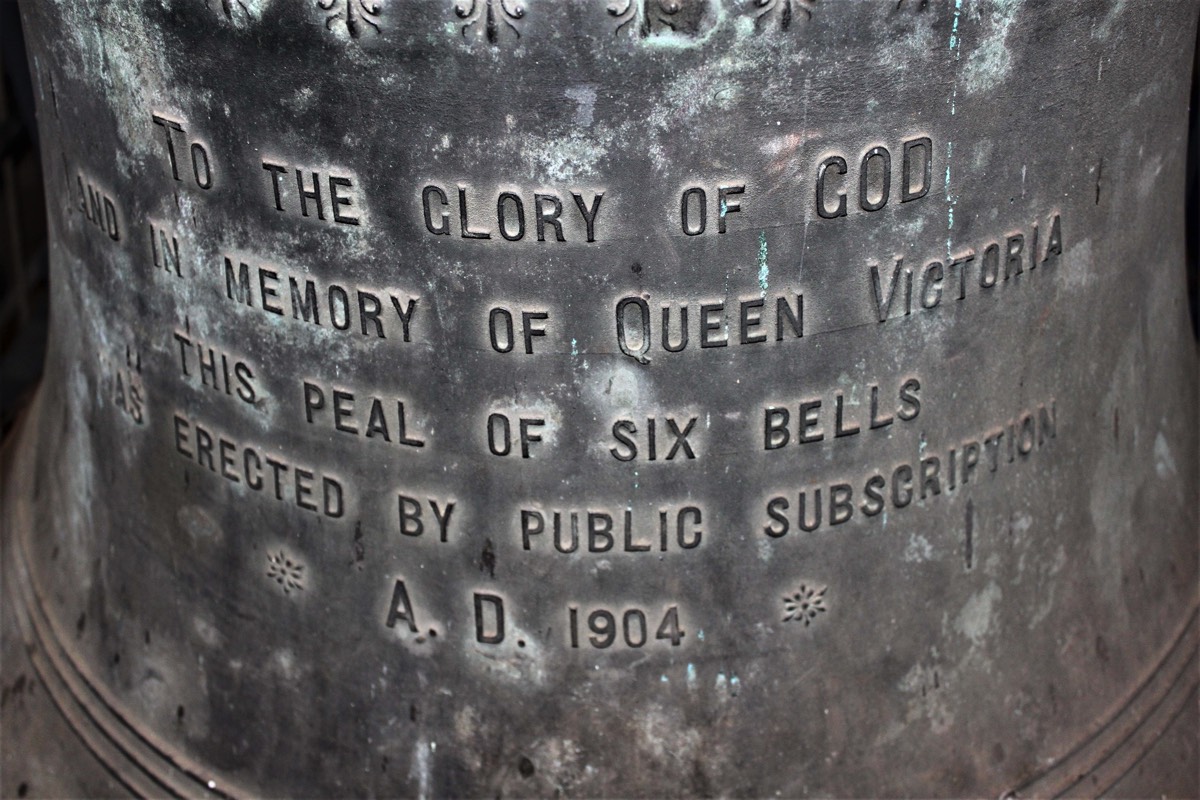 To THE GLORY OF GOD
AND IN MEMORY OF QUEEN VICTORIA
THIS PEAL OF SIX BELLS
WAS ERECTED BY PUBLIC SUBSCRIPTION
A. D. 1904